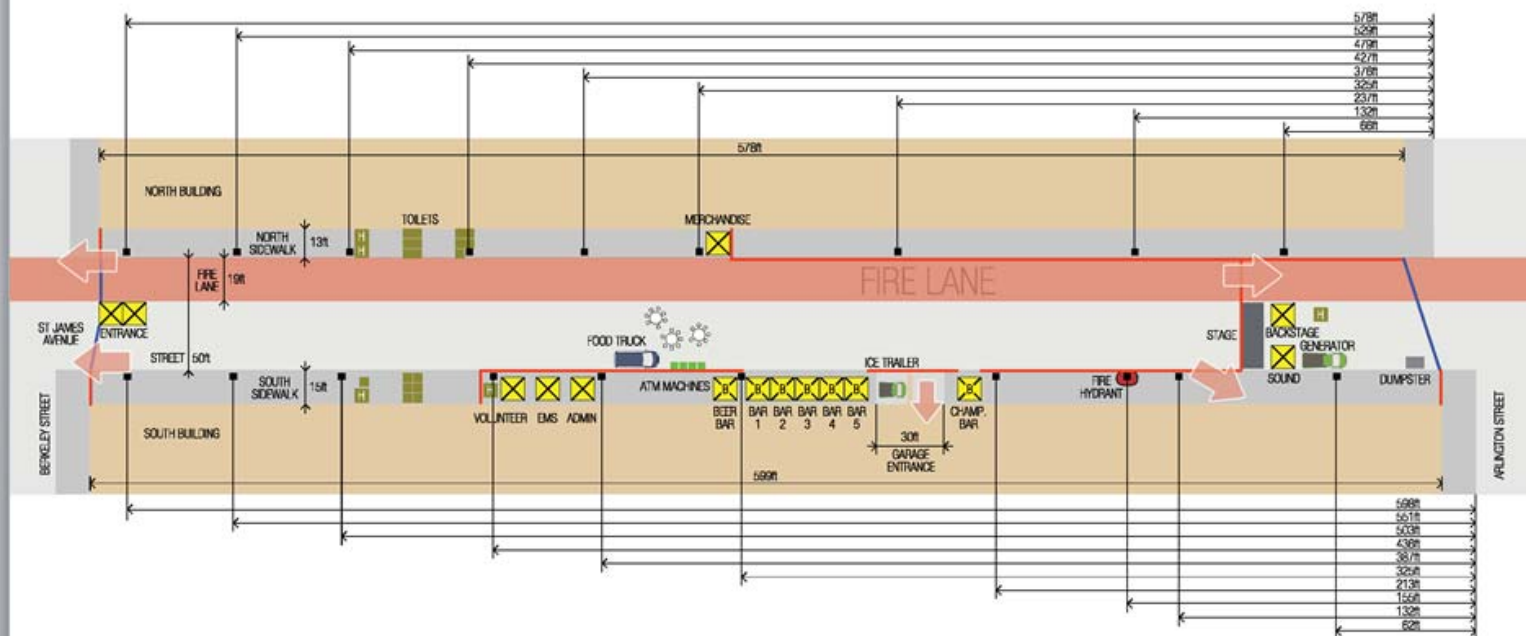 578ft
529ft
479ft
427ft
376ft
325ft
237ft
132ft
66ft
578ft
NORTH BUILDING
TOILETS
MERCHANDISE
NORTH
SIDEWALK
13ft
H
H
FIRE
LANE
19ft
FIRE LANE
ST JAMES
AVENUE
ENTRANCE
STREET 50ft
FOOD TRUCK
STAGE
BACKSTAGE
H
GENERATOR
SOUND
DUMPSTER
SOUTH
SIDEWALK
15ft
H
H
ATM MACHINES
ICE TRAILER
FIRE
HYDRANT
VOLUNTEER
EMS
ADMIN
B
B
B
B
B
B
B
BEER
BAR
BAR
1
BAR
2
BAR
3
BAR
4
BAR
5
CHAMP.
BAR
30ft
GARAGE
ENTRANCE
SOUTH BUILDING
BERKELEY STREET
ARLINGTON STREET
599ft
598ft
551ft
503ft
436ft
387ft
325ft
213ft
155ft
132ft
62ft